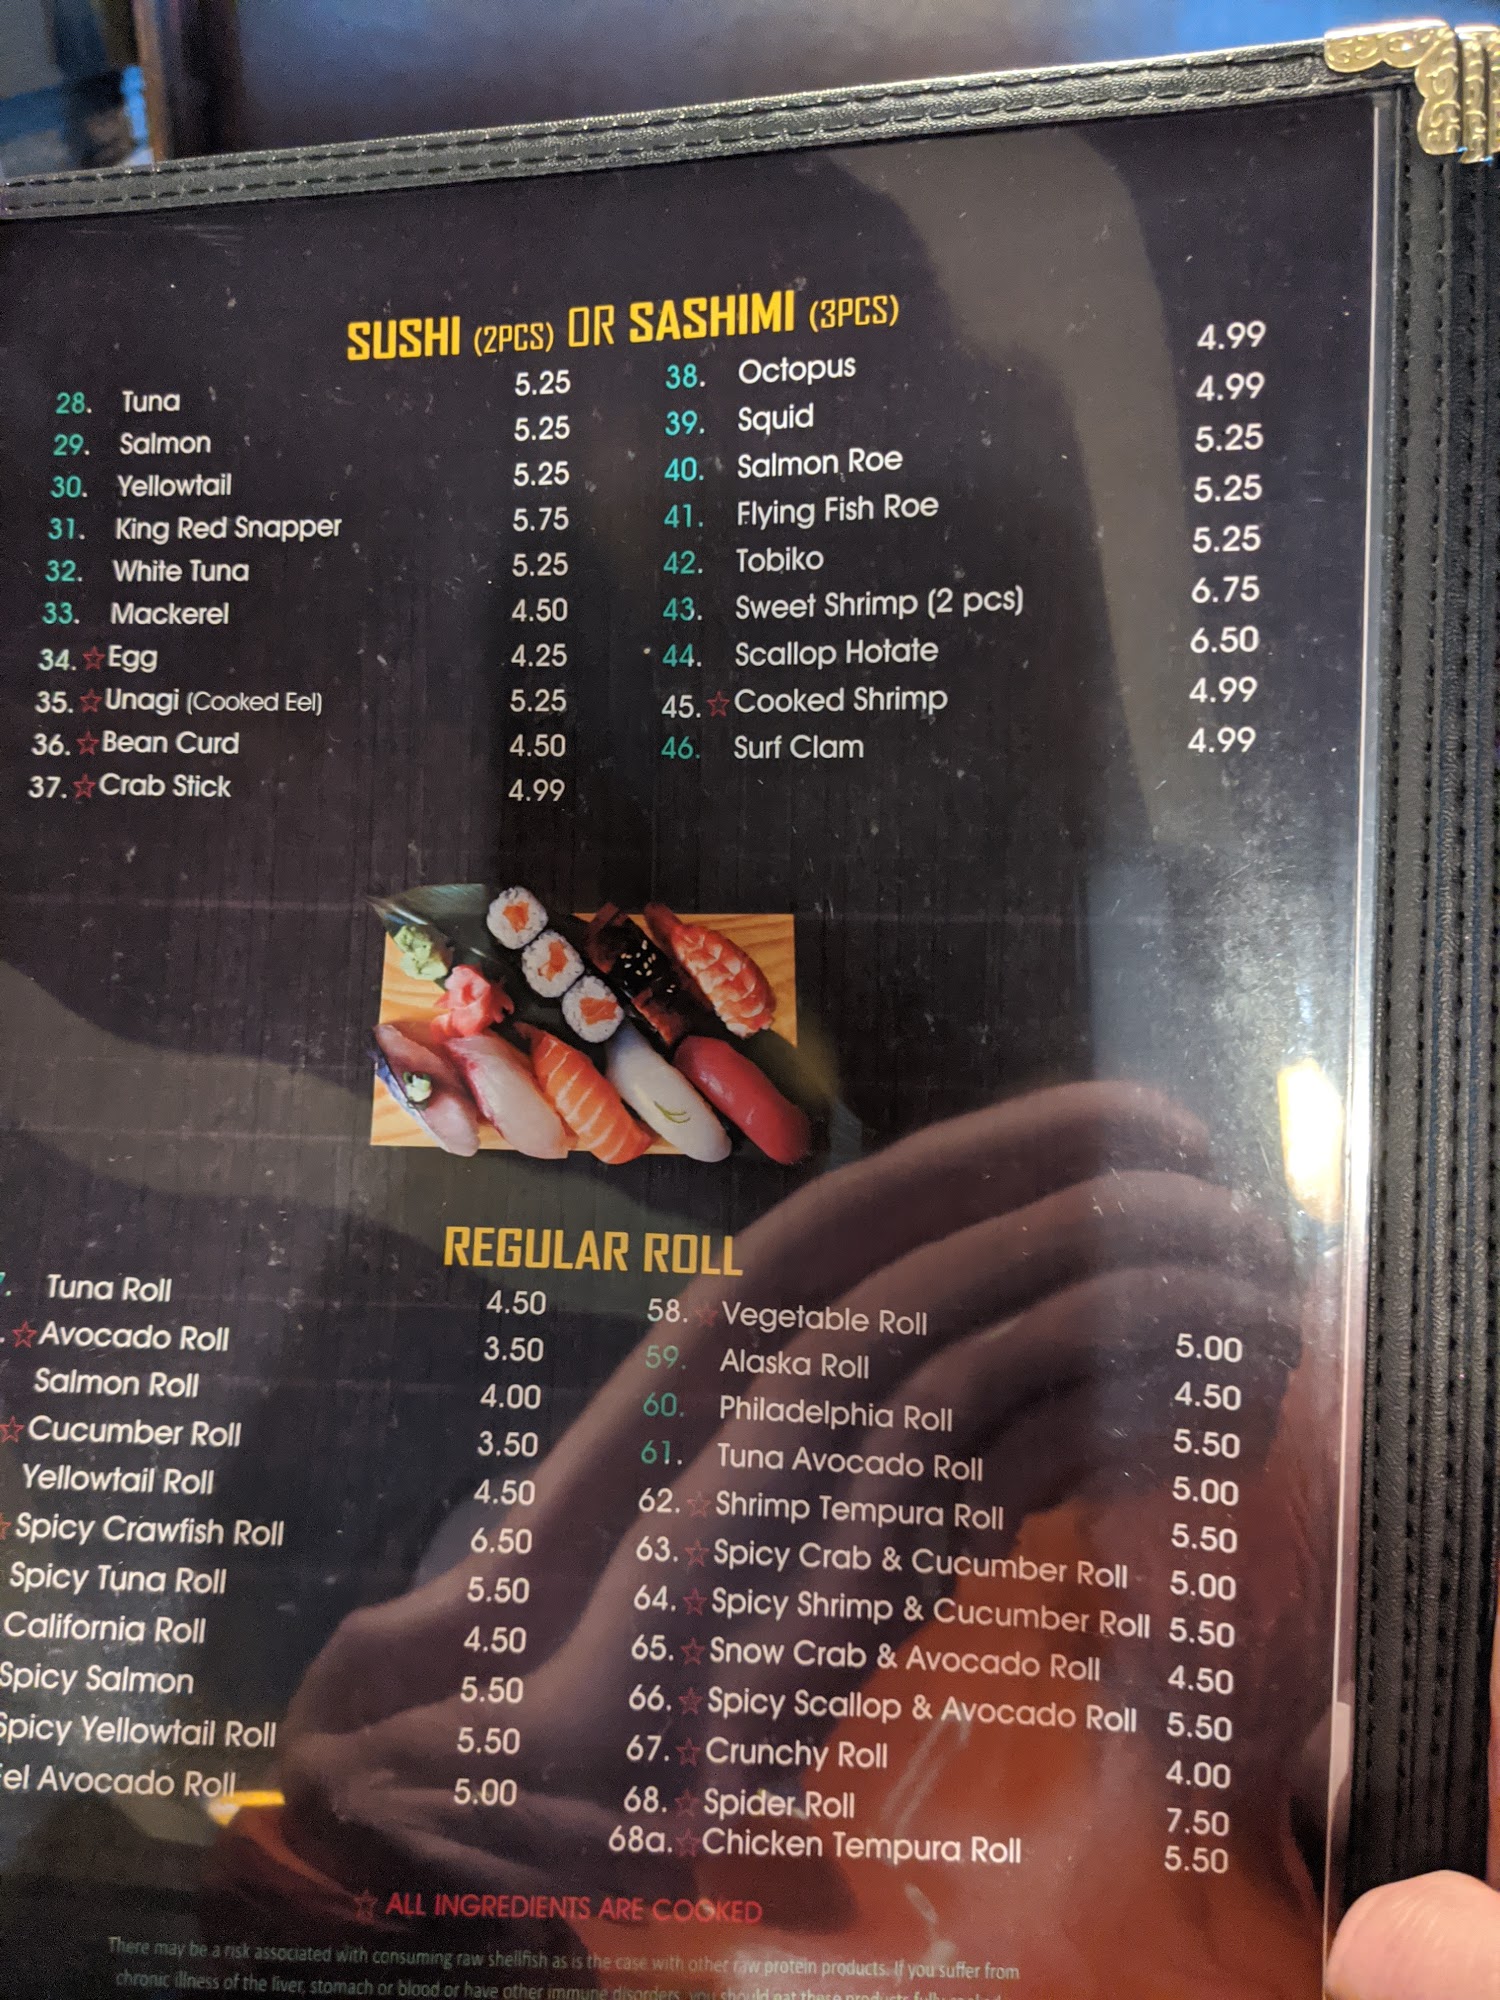 SUSHI (2PCS) OR SASHIMI (3PCS)
28. Tuna 5.25
29. Salmon 5.25
30. Yellowtail 5.25
31. King Red Snapper 5.75
32. White Tuna 5.25
33. Mackerel 4.50
34. ☆ Egg 4.25
35. ☆ Unagi (Cooked Eel) 5.25
36. ☆ Bean Curd 4.50
37. ☆ Crab Stick 4.99
38. Octopus 4.99
39. Squid 4.99
40. Salmon Roe 5.25
41. Flying Fish Roe 5.25
42. Tobiko 5.25
43. Sweet Shrimp (2 pcs) 6.75
44. Scallop Hotate 6.50
45. ☆ Cooked Shrimp 4.99
46. Surf Clam 4.99
REGULAR ROLL
Tuna Roll 4.50
☆ Avocado Roll 3.50
Salmon Roll 4.00
☆ Cucumber Roll 3.50
Yellowtail Roll 4.50
☆ Spicy Crawfish Roll 6.50
Spicy Tuna Roll 5.50
California Roll 4.50
Spicy Salmon 5.50
Spicy Yellowtail Roll 5.50
Avocado Roll 5.00
58. ☆ Vegetable Roll 5.00
59. Alaska Roll 4.50
60. Philadelphia Roll 5.50
61. Tuna Avocado Roll 5.00
62. ☆ Shrimp Tempura Roll 5.50
63. ☆ Spicy Crab & Cucumber Roll 5.00
64. ☆ Spicy Shrimp & Cucumber Roll 5.50
65. ☆ Snow Crab & Avocado Roll 4.50
66. ☆ Spicy Scallop & Avocado Roll 5.50
67. ☆ Crunchy Roll 4.00
68. ☆ Spider Roll 7.50
68a. ☆ Chicken Tempura Roll 5.50
☆ ALL INGREDIENTS ARE COOKED
There may be a risk associated with consuming raw shellfish as is the case with other raw protein products. If you suffer from
chronic illness of the liver, stomach or blood or have other immune disorders, you should eat these products fully cooked.